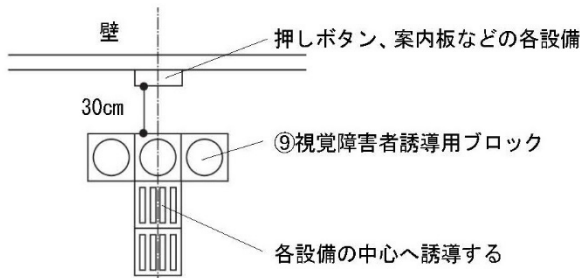 壁
押しボタン、案内板などの各設備
30cm
⑨視覚障害者誘導用ブロック
各設備の中心へ誘導する